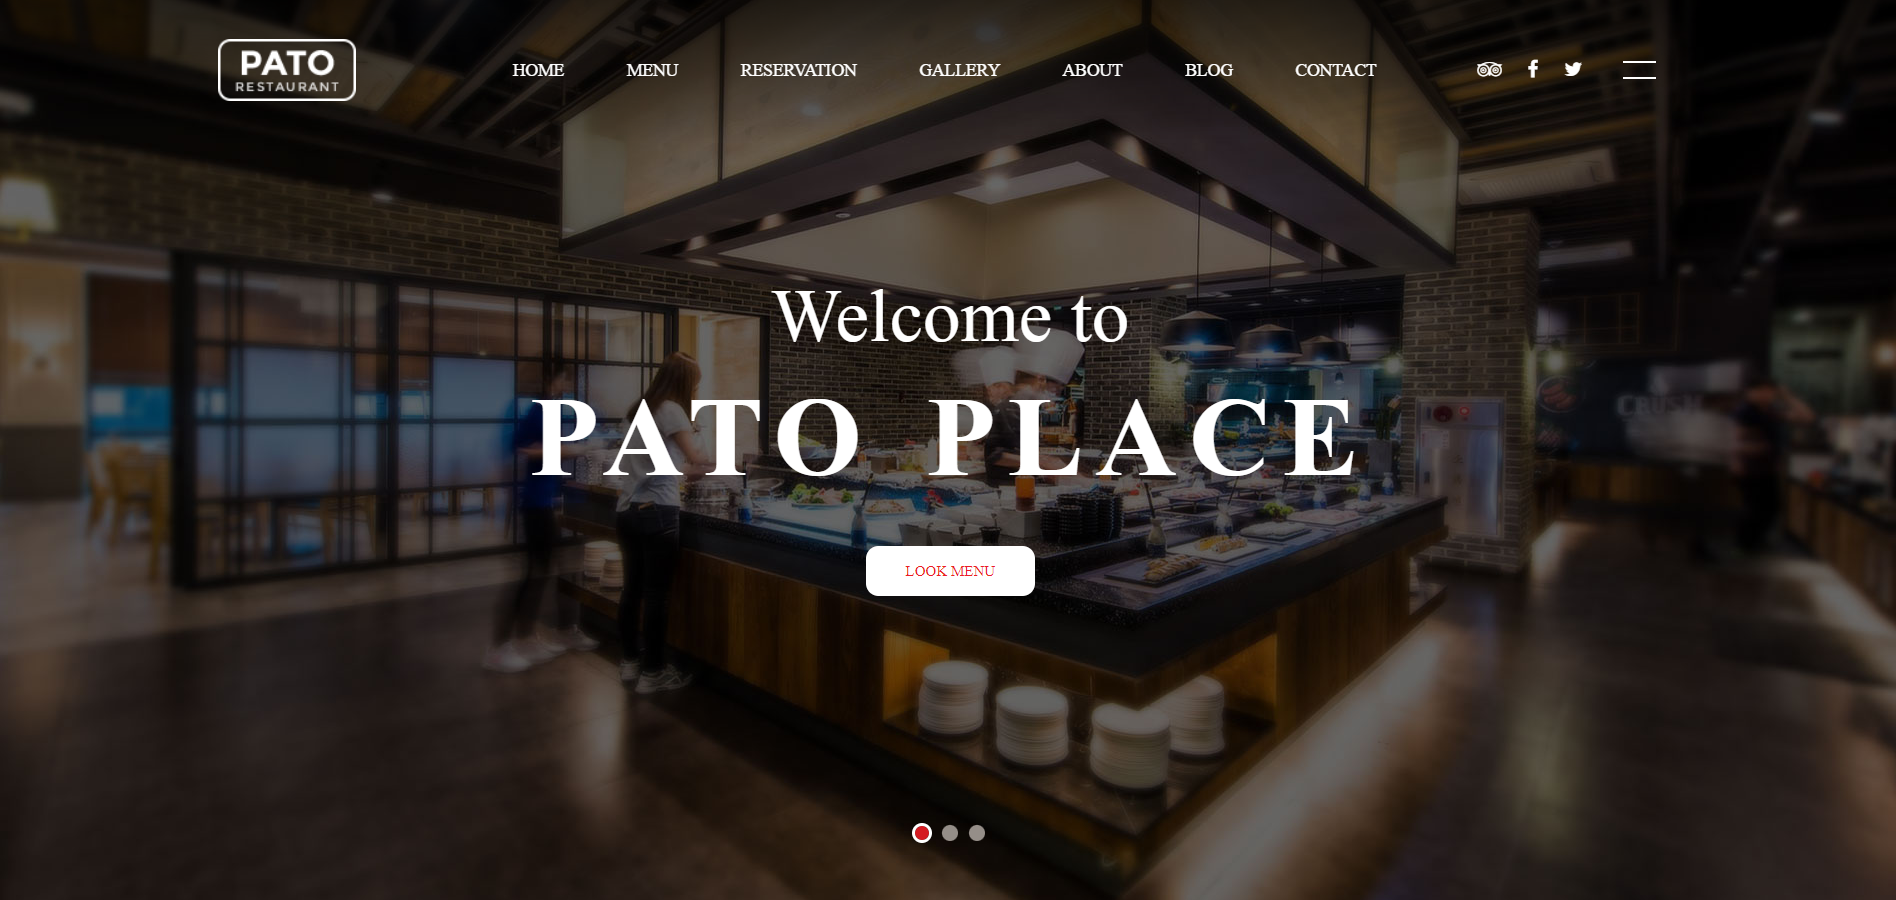 PATO
RESTAURANT
HOME MENU RESERVATION GALLERY ABOUT BLOG CONTACT
Welcome to
PATO PLACE
LOOK MENU